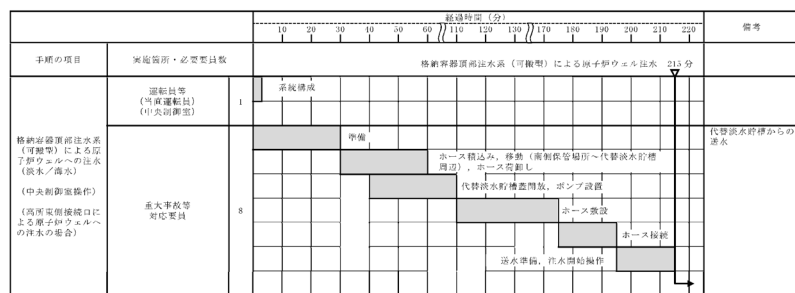 経過時間（分）
備考
10 20 30 40 50 60 110 120 130 170 180 190 200 210 220
手順の項目
実施箇所・必要要員数
格納容器頂部注水系（可搬型）による原子炉ウェル注水 215分
格納容器頂部注水系
（可搬型）による原
子炉ウェルへの注水
（淡水／海水）
（中央制御室操作）
（高所東側接続口に
よる原子炉ウェルへ
の注水の場合）
運転員等
（当直運転員）
（中央制御室）
1
系統構成
重大事故等
対応要員
8
準備
ホース積込み，移動（南側保管場所～代替淡水貯槽
周辺），ホース荷卸し
代替淡水貯槽蓋開放，ポンプ設置
ホース敷設
ホース接続
送水準備，注水開始操作
代替淡水貯槽からの
送水